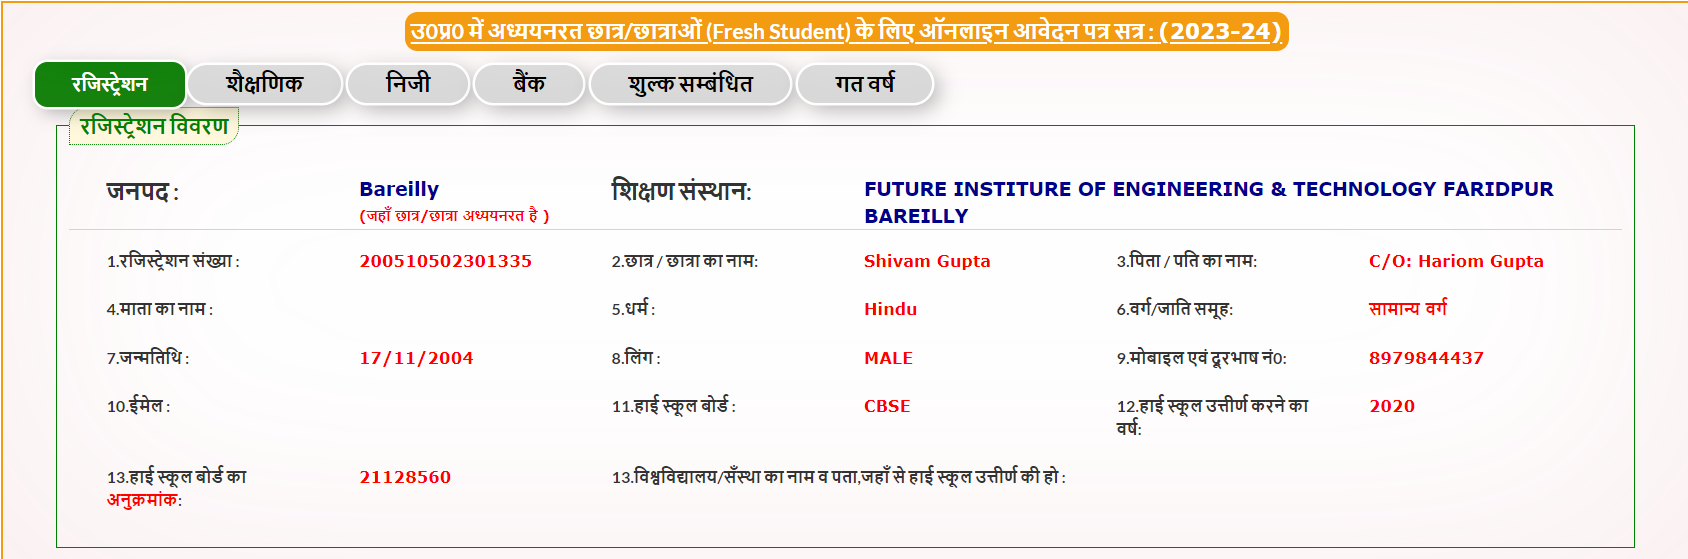 उ0प्र0 में अध्ययनरत छात्र/छात्राओं (Fresh Student) के लिए ऑनलाइन आवेदन पत्र सत्र : (2023-24)
रजिस्ट्रेशन शैक्षणिक निजी बैंक शुल्क सम्बंधित गत वर्ष
रजिस्ट्रेशन विवरण
जनपद : Bareilly शिक्षण संस्थान: FUTURE INSTITURE OF ENGINEERING & TECHNOLOGY FARIDPUR
(जहाँ छात्र/छात्रा अध्ययनरत है ) BAREILLY
1.रजिस्ट्रेशन संख्या : 200510502301335 2.छात्र / छात्रा का नाम: Shivam Gupta 3.पिता / पति का नाम: C/O: Hariom Gupta
4.माता का नाम : 5.धर्म : Hindu 6.वर्ग/जाति समूह: सामान्य वर्ग
7.जन्मतिथि : 17/11/2004 8.लिंग : MALE 9.मोबाइल एवं दूरभाष नं0: 8979844437
10.ईमेल : 11.हाई स्कूल बोर्ड : CBSE 12.हाई स्कूल उत्तीर्ण करने का 2020
वर्ष:
13.हाई स्कूल बोर्ड का 21128560 13.विश्वविद्यालय/सँस्था का नाम व पता,जहाँ से हाई स्कूल उत्तीर्ण की हो :
अनुक्रमांक: